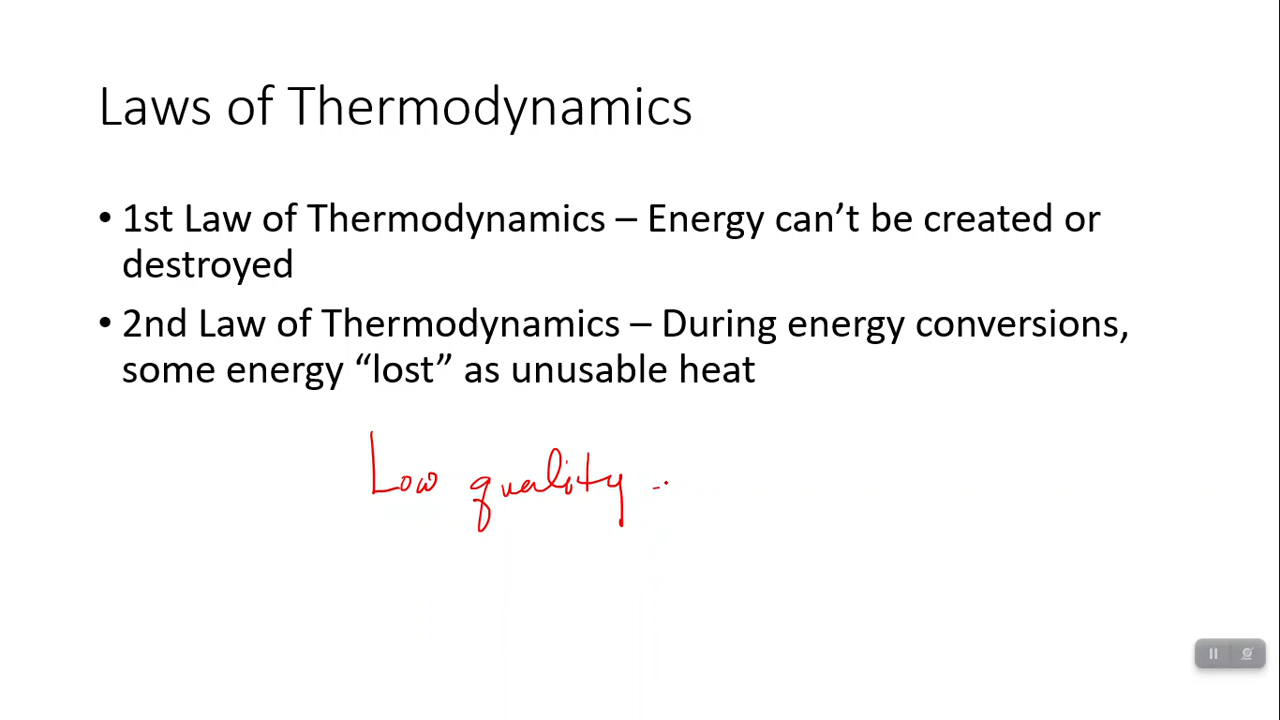 Laws of Thermodynamics
• 1st Law of Thermodynamics – Energy can’t be created or
destroyed
• 2nd Law of Thermodynamics – During energy conversions,
some energy “lost” as unusable heat
Low quality